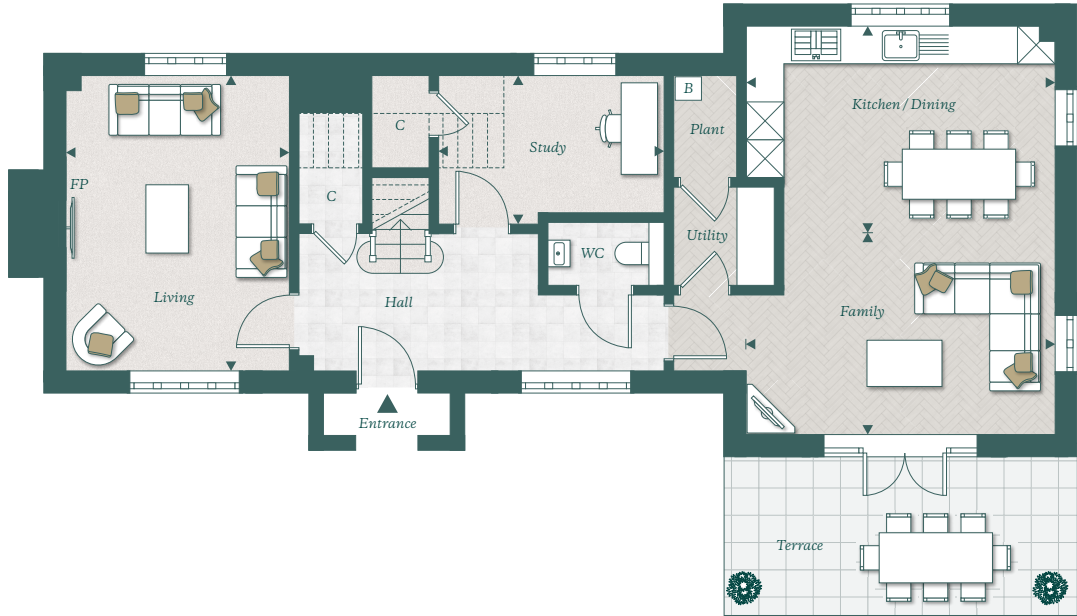 B
Kitchen / Dining
C
Plant
Study
FP
C
Utility
WC
Living
Hall
Family
Entrance
Terrace